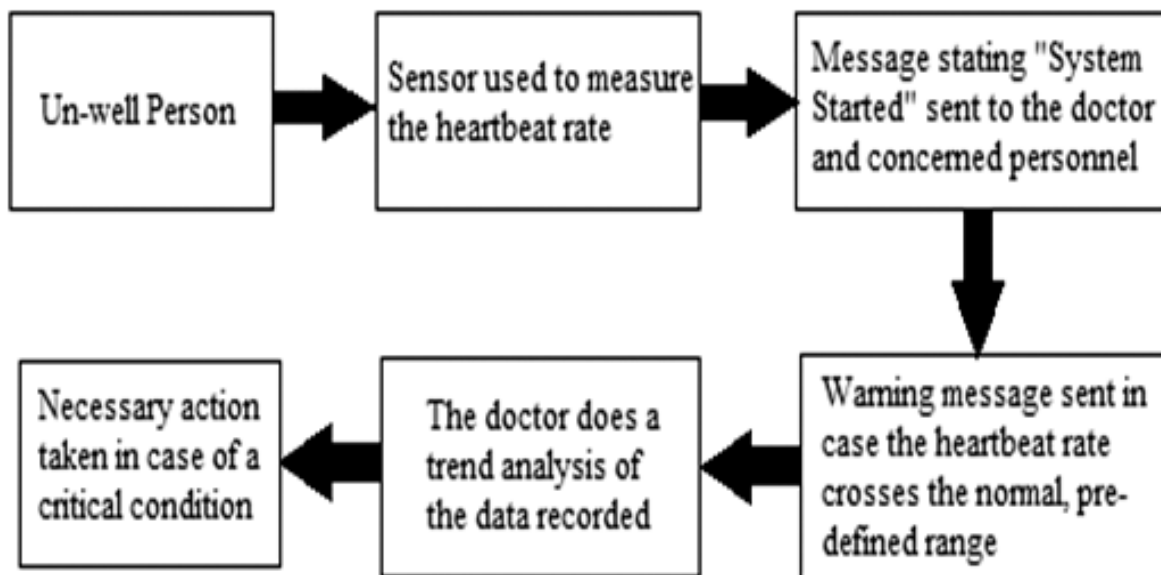 Un-well Person
Sensor used to measure
the heartbeat rate
Message stating "System
Started" sent to the doctor
and concerned personnel
Warning message sent in
case the heartbeat rate
crosses the normal, pre-
defined range
The doctor does a
trend analysis of
the data recorded
Necessary action
taken in case of a
critical condition